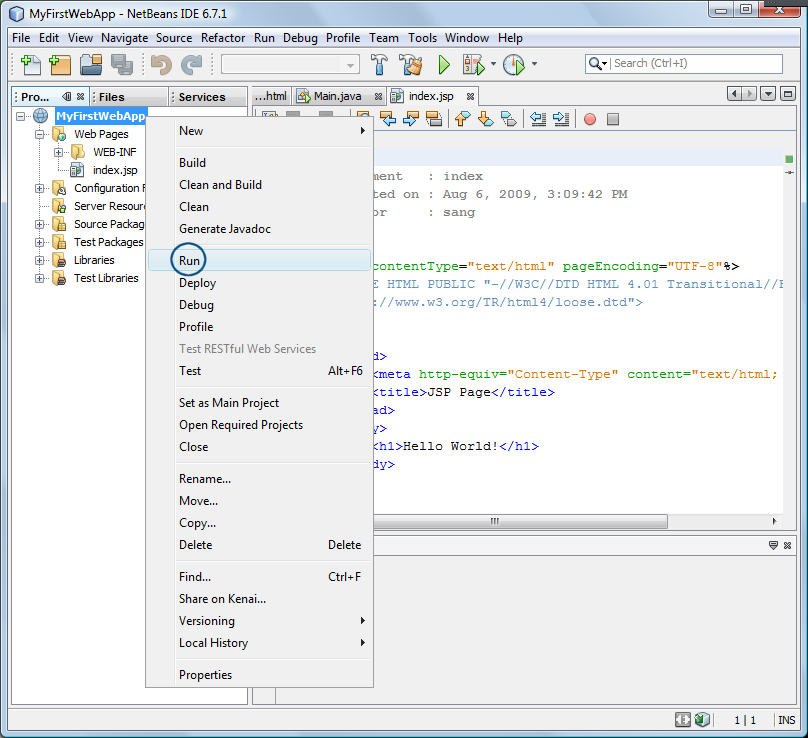 MyFirstWebApp - NetBeans IDE 6.7.1
File Edit View Navigate Source Refactor Run Debug Profile Team Tools Window Help
Search (Ctrl+I)
Pro... Files Services
...html Main.java index.jsp
MyFirstWebApp
Web Pages
WEB-INF
index.jsp
Configuration F
Server Resourc
Source Packag
Test Packages
Libraries
Test Libraries
New
Build
Clean and Build
Clean
Generate Javadoc
Run
Deploy
Debug
Profile
Test RESTful Web Services
Test Alt+F6
Set as Main Project
Open Required Projects
Close
Rename...
Move...
Copy...
Delete Delete
Find... Ctrl+F
Share on Kenai...
Versioning
Local History
Properties
ment : index
ted on : Aug 6, 2009, 3:09:42 PM
or : sang
contentType="text/html" pageEncoding="UTF-8"%>
E HTML PUBLIC "-//W3C//DTD HTML 4.01 Transitional//E
://www.w3.org/TR/html4/loose.dtd">
d>
<meta http-equiv="Content-Type" content="text/html;
<title>JSP Page</title>
ad>
y>
<h1>Hello World!</h1>
dy>
1 | 1 INS